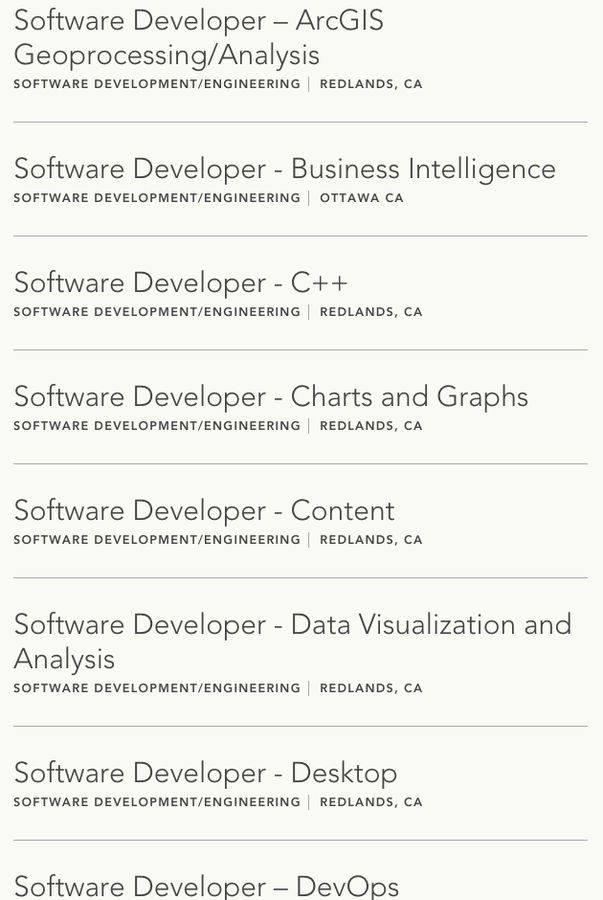 Software Developer – ArcGIS
Geoprocessing/Analysis
SOFTWARE DEVELOPMENT/ENGINEERING | REDLANDS, CA
Software Developer - Business Intelligence
SOFTWARE DEVELOPMENT/ENGINEERING | OTTAWA CA
Software Developer - C++
SOFTWARE DEVELOPMENT/ENGINEERING | REDLANDS, CA
Software Developer - Charts and Graphs
SOFTWARE DEVELOPMENT/ENGINEERING | REDLANDS, CA
Software Developer - Content
SOFTWARE DEVELOPMENT/ENGINEERING | REDLANDS, CA
Software Developer - Data Visualization and
Analysis
SOFTWARE DEVELOPMENT/ENGINEERING | REDLANDS, CA
Software Developer - Desktop
SOFTWARE DEVELOPMENT/ENGINEERING | REDLANDS, CA
Software Developer – DevOps